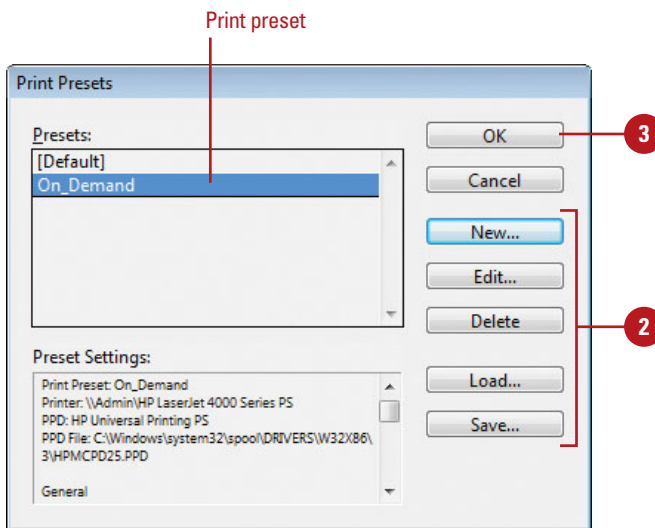 Print preset
Print Presets
Presets:
[Default]
On_Demand
OK
3
Cancel
New...
Edit...
Delete
2
Load...
Save...
Preset Settings:
Print Preset: On_Demand
Printer: \\Admin\HP LaserJet 4000 Series PS
PPD: HP Universal Printing PS
PPD File: C:\Windows\system32\spool\DRIVERS\W32X86\
3\HPMCPD25.PPD
General